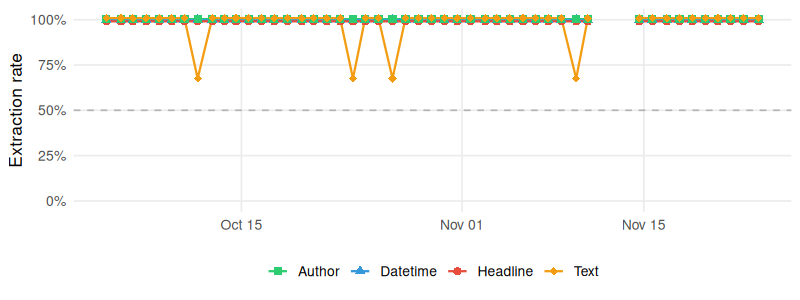 Extraction rate
100%
75%
50%
25%
0%
Oct 15
Nov 01
Nov 15
Author
Datetime
Headline
Text